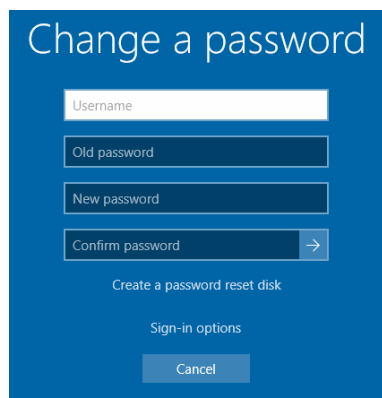 Change a password
Username
Old password
New password
Confirm password
Create a password reset disk
Sign-in options
Cancel